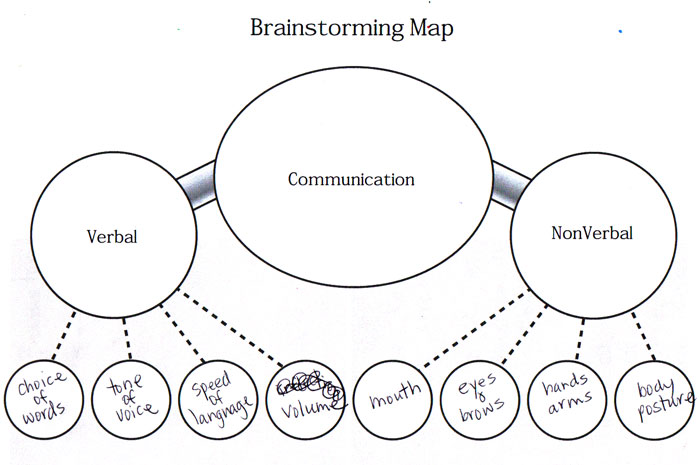 Brainstorming Map
Communication
Verbal
NonVerbal
choice
of
words
tone
of
voice
speed
of
language
volume
mouth
eyes
brows
hands
arms
body
posture